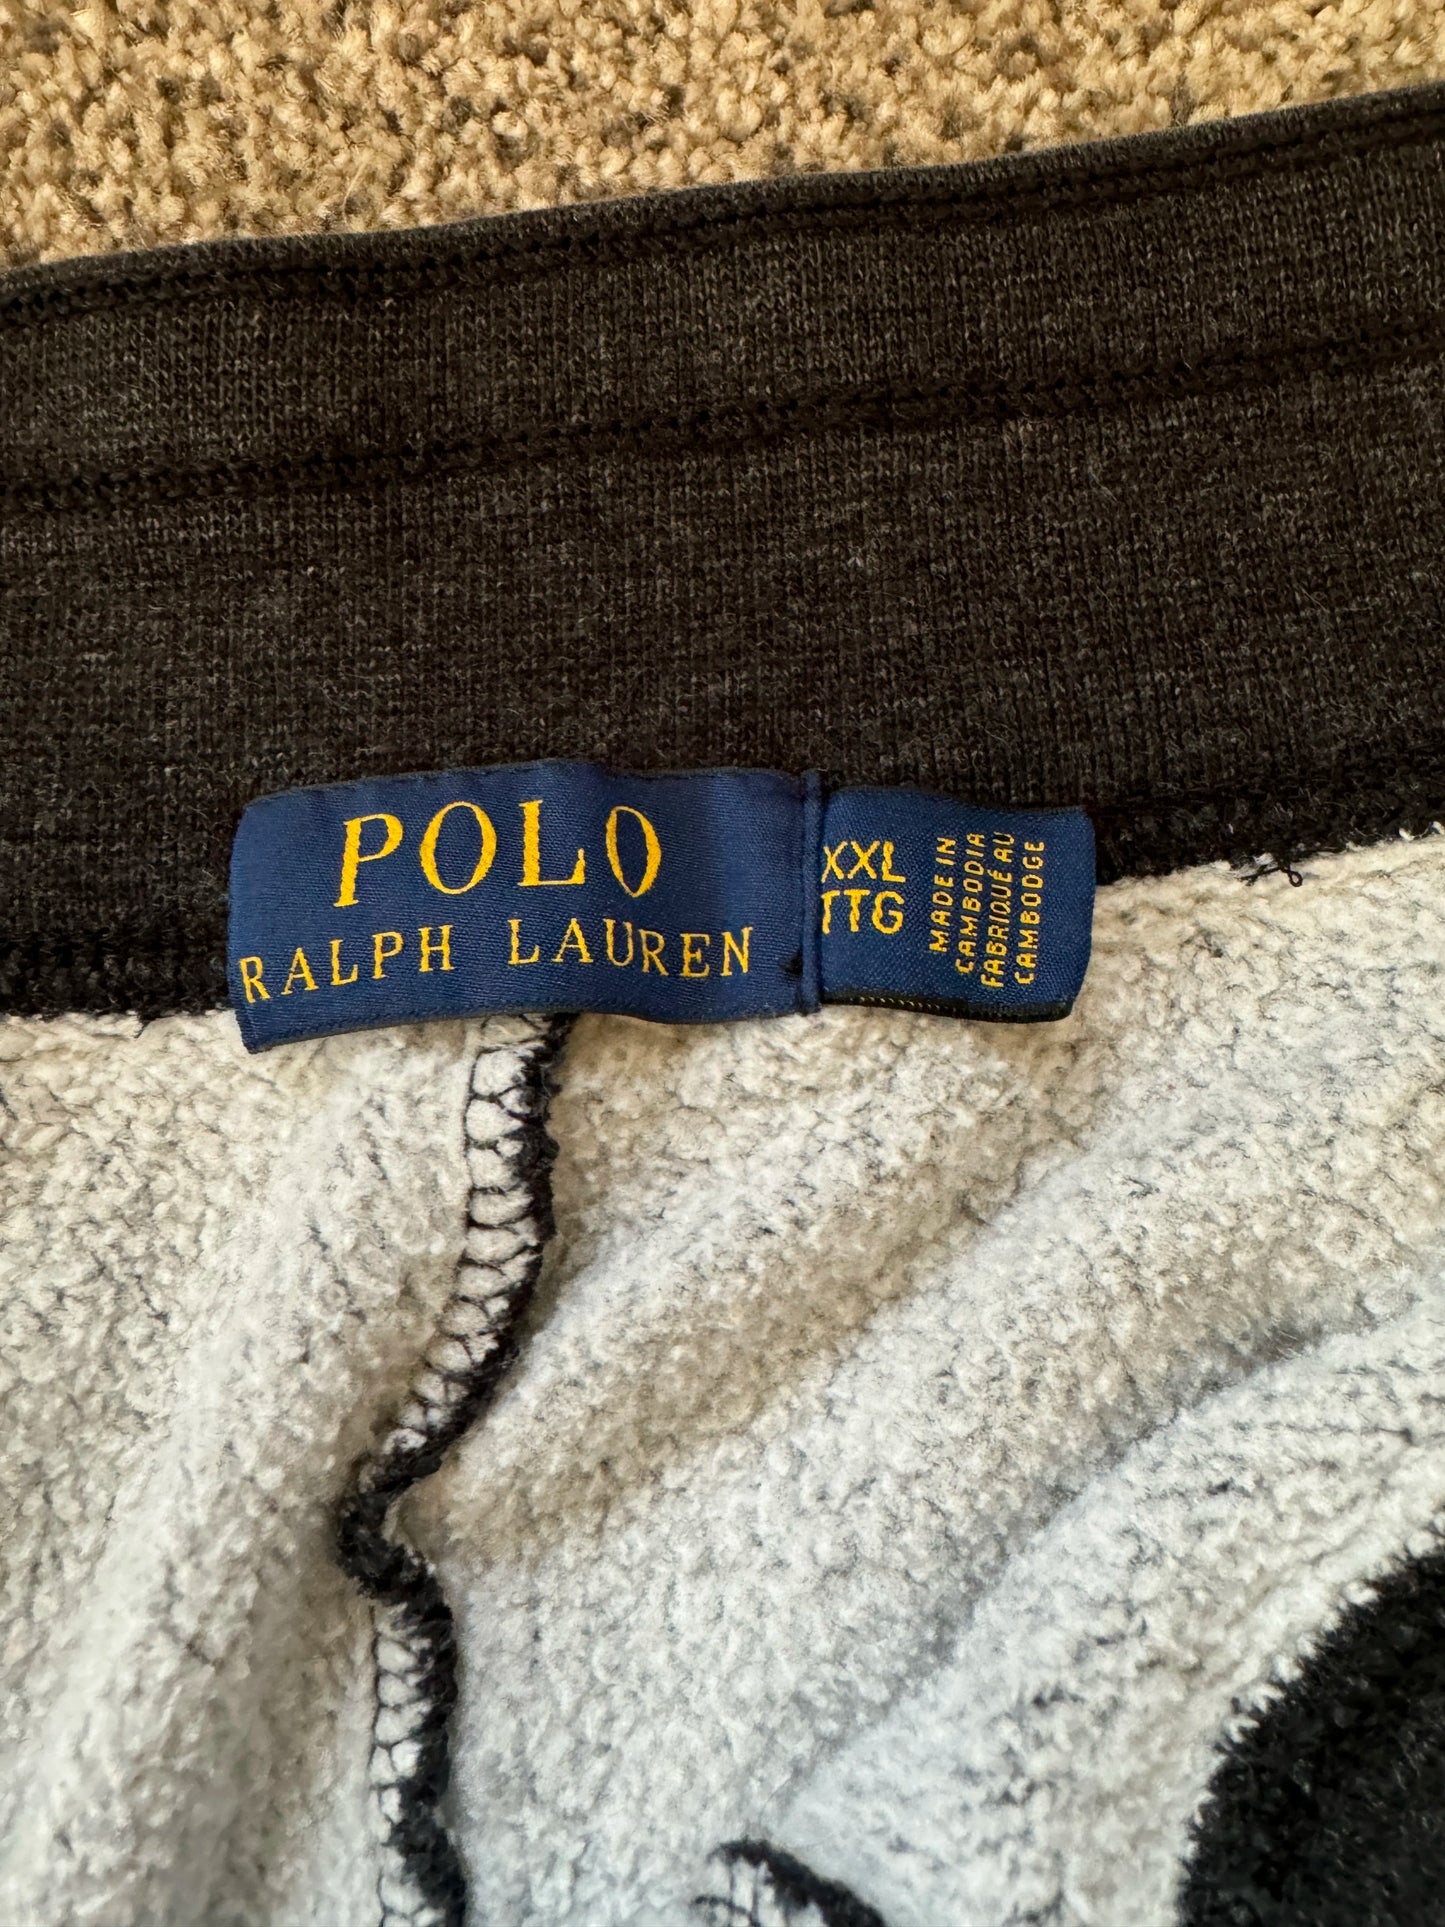 POLO
RALPH LAUREN
XXL
TTG
MADE IN
CAMBODIA
FABRIQUÉ AU
CAMBODGE